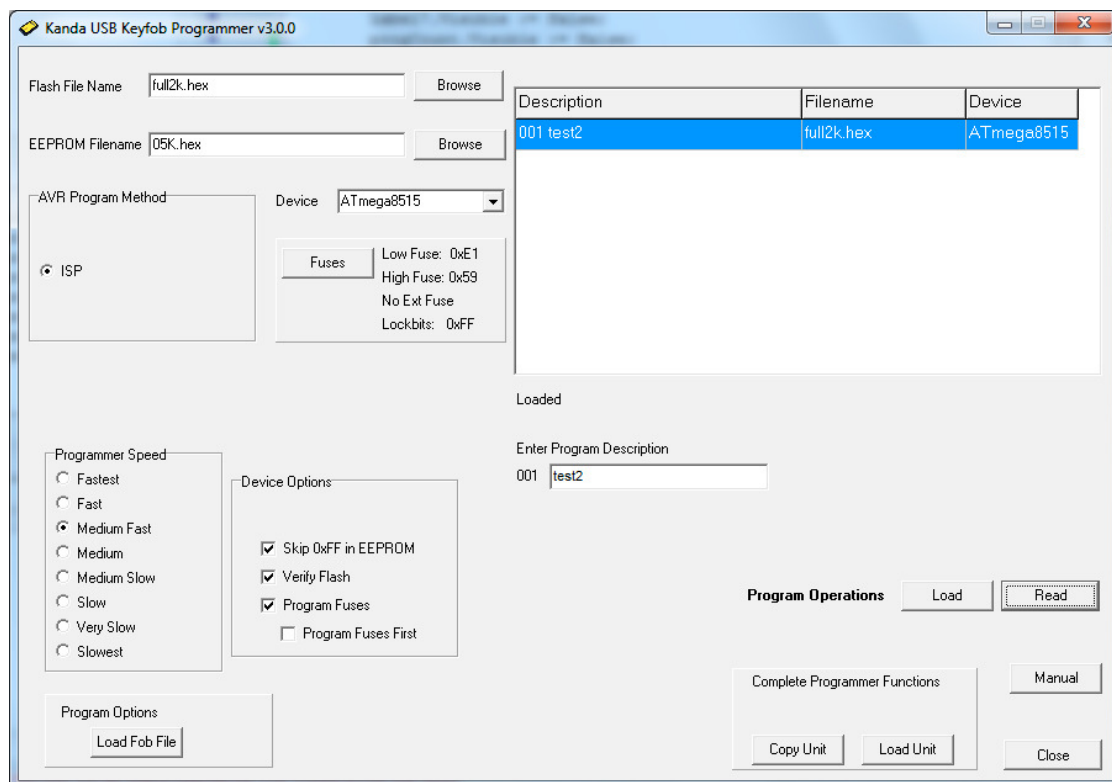 Kanda USB Keyfob Programmer v3.0.0
Flash File Name full2k.hex Browse
EEPROM Filename 05K.hex Browse
AVR Program Method
ISP
Device ATmega8515
Fuses
Low Fuse: 0xE1
High Fuse: 0x59
No Ext Fuse
Lockbits: 0xFF
Description Filename Device
001 test2 full2k.hex ATmega8515
Loaded
Enter Program Description
001 test2
Programmer Speed
Fastest
Fast
Medium Fast
Medium
Medium Slow
Slow
Very Slow
Slowest
Device Options
Skip 0xFF in EEPROM
Verify Flash
Program Fuses
Program Fuses First
Program Operations Load Read
Program Options
Load Fob File
Complete Programmer Functions
Copy Unit Load Unit
Manual
Close